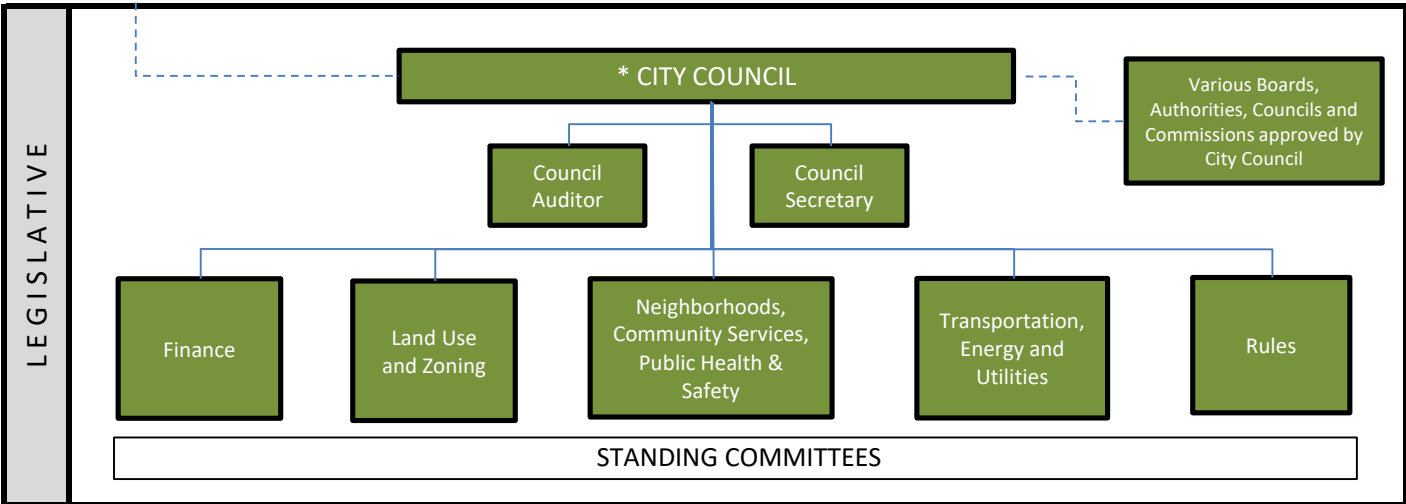 LEGISLATIVE
* CITY COUNCIL
Various Boards,
Authorities, Councils and
Commissions approved by
City Council
Council
Auditor
Council
Secretary
Finance
Land Use
and Zoning
Neighborhoods,
Community Services,
Public Health &
Safety
Transportation,
Energy and
Utilities
Rules
STANDING COMMITTEES